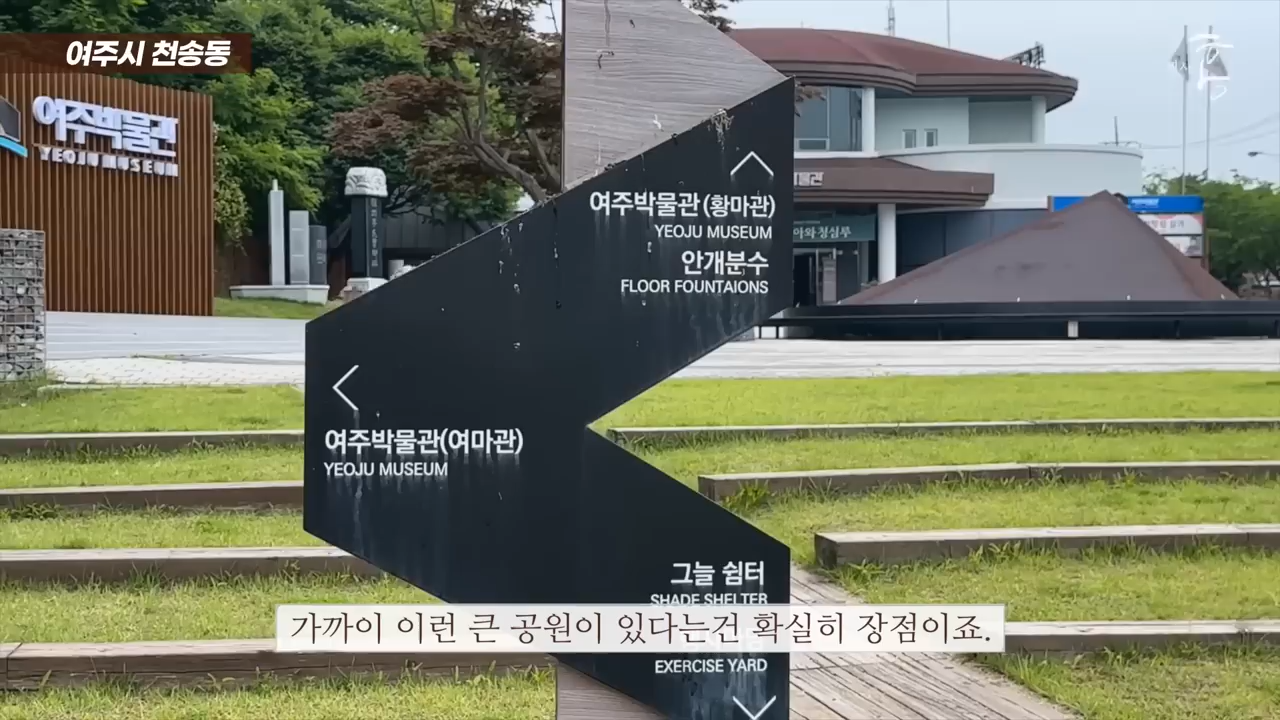 여주시 천송동
여주박물관
YEOJU MUSEUM
여주박물관 (황마관)
YEOJU MUSEUM
안개분수
FLOOR FOUNTAIONS
여주박물관(여마관)
YEOJU MUSEUM
그늘 쉼터
SHADE SHELTER
가까이 이런 큰 공원이 있다는건 확실히 장점이죠.
EXERCISE YARD